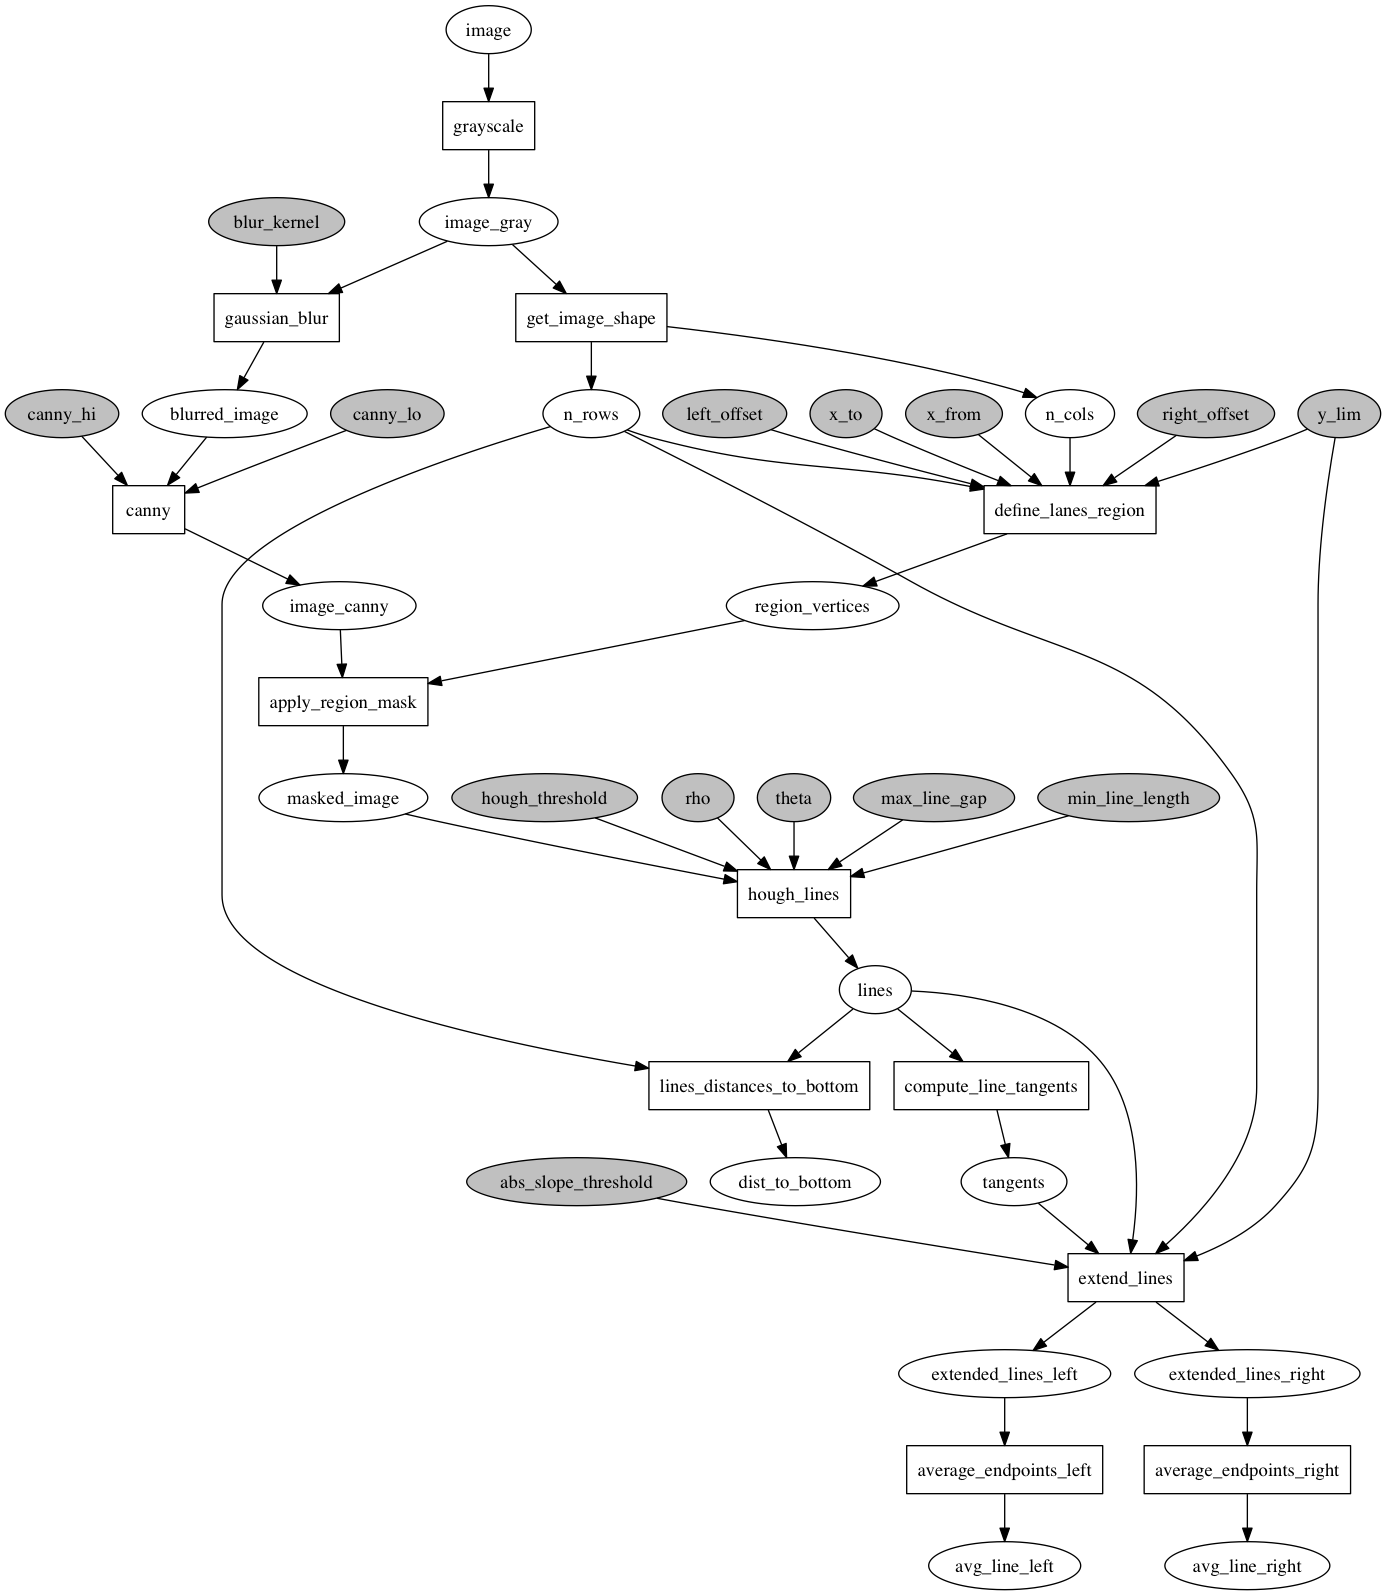 image
grayscale
blur_kernel
image_gray
gaussian_blur
get_image_shape
canny_hi
blurred_image
canny_lo
n_rows
left_offset
x_to
x_from
n_cols
right_offset
y_lim
canny
define_lanes_region
image_canny
region_vertices
apply_region_mask
masked_image
hough_threshold
rho
theta
max_line_gap
min_line_length
hough_lines
lines
lines_distances_to_bottom
compute_line_tangents
abs_slope_threshold
dist_to_bottom
tangents
extend_lines
extended_lines_left
extended_lines_right
average_endpoints_left
average_endpoints_right
avg_line_left
avg_line_right